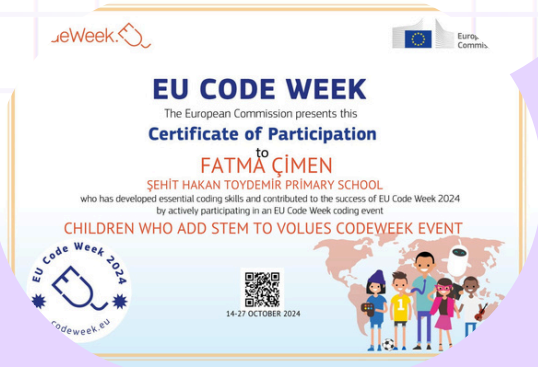 eWeek.
EU CODE WEEK
The European Commission presents this
Certificate of Participation
to
FATMA ÇİMEN
ŞEHİT HAKAN TOYDEMİR PRİMARY SCHOOL
who has developed essential coding skills and contributed to the success of EU Code Week 2024
by actively participating in an EU Code Week coding event
CHILDREN WHO ADD STEM TO VOLUES CODEWEEK EVENT
EU Code Week 2024
codeweek.eu
1
14-27 OCTOBER 2024